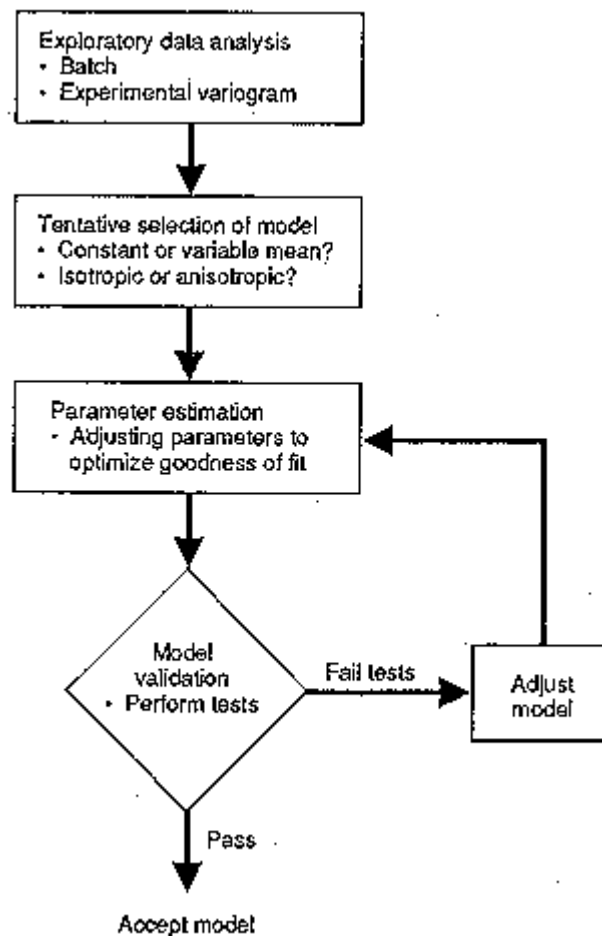 Exploratory data analysis
• Batch
• Experimental variogram
Tentative selection of model
• Constant or variable mean?
• Isotropic or anisotropic?
Parameter estimation
• Adjusting parameters to
optimize goodness of fit
Model
validation
• Perform tests
Fail tests
Adjust
model
Pass
Accept model